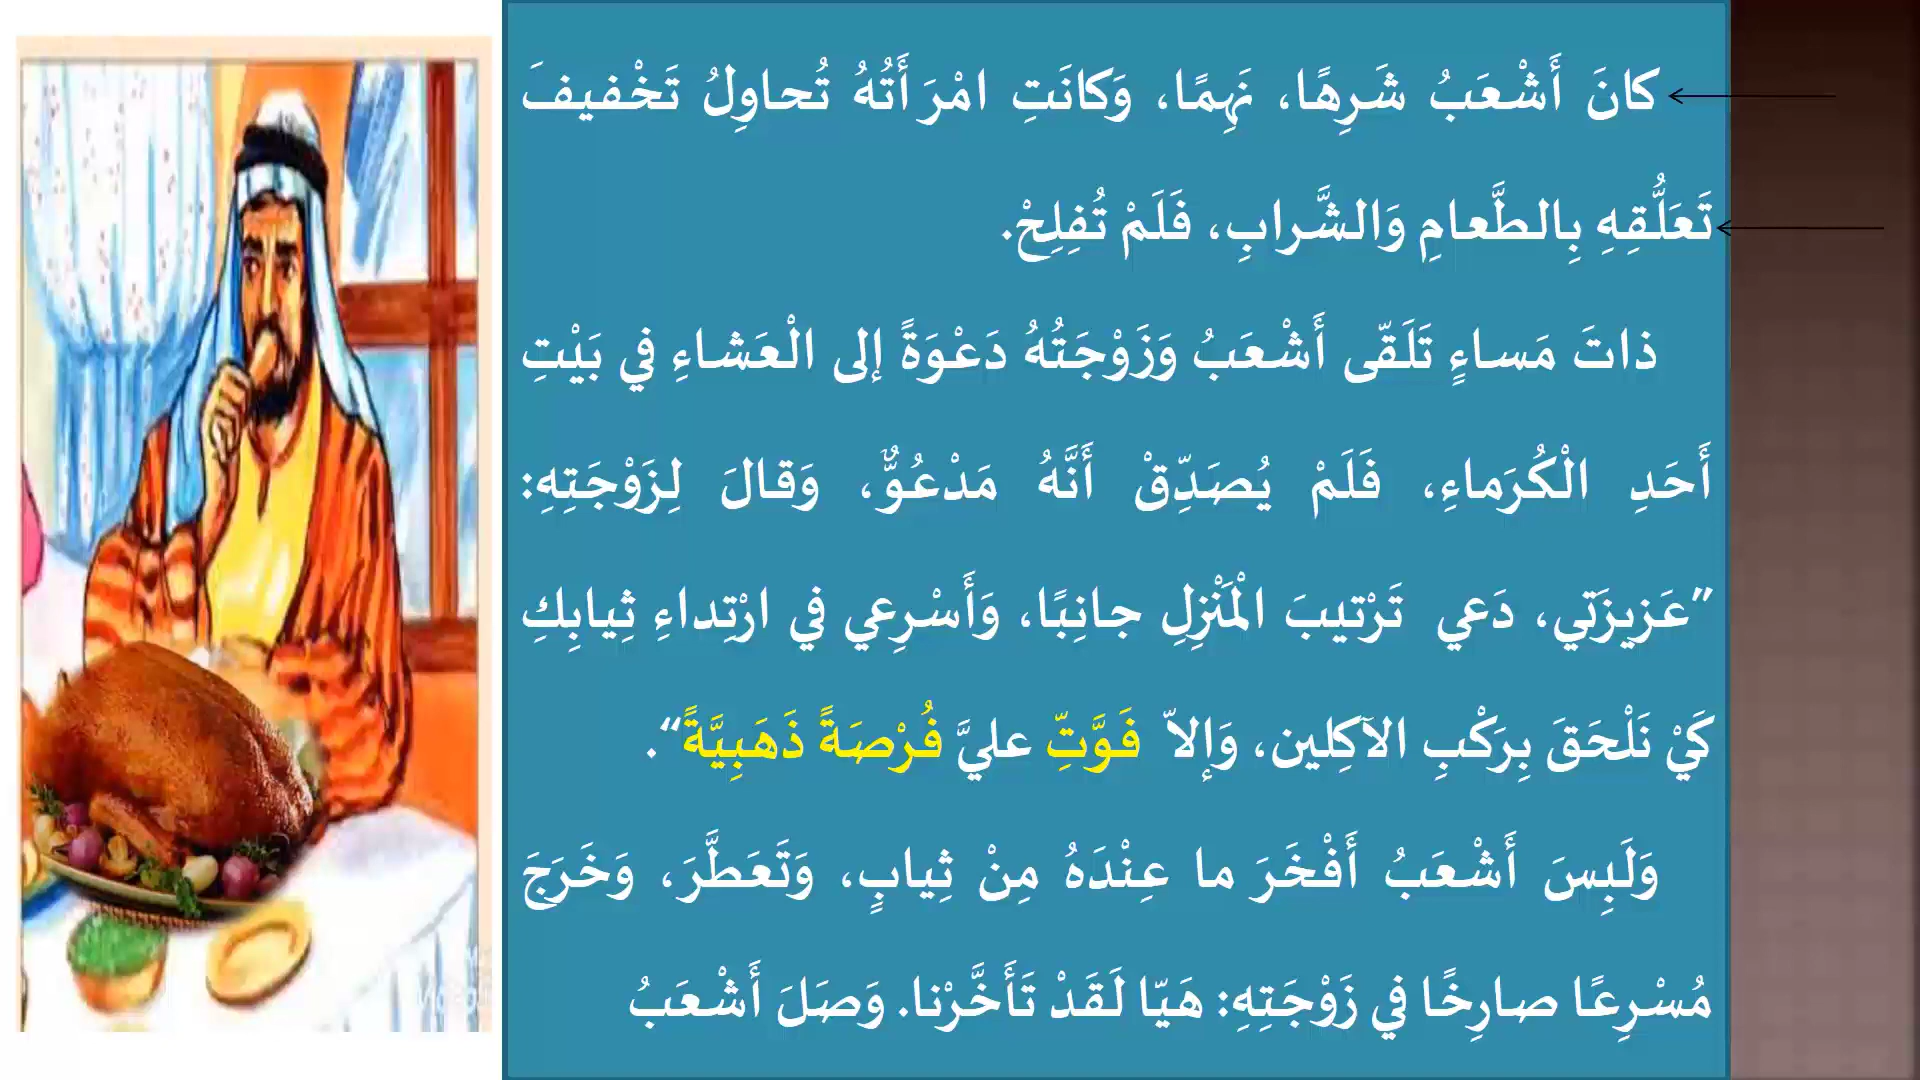 كانَ أَشْعَبُ شَرِهًا، نَهِمًا، وَكانَتِ امْرَأَتُهُ تُحاوِلُ تَخْفيفَ
تَعَلُّقِهِ بِالطَّعامِ وَالشَّرابِ، فَلَمْ تُفلِحْ.
ذاتَ مَساءٍ تَلَقّى أَشْعَبُ وَزَوْجَتُهُ دَعْوَةً إلى الْعَشاءِ في بَيْتِ
أَحَدِ الْكُرَماءِ، فَلَمْ يُصَدِّقْ أَنَّهُ مَدْعُوٌّ، وَقالَ لِزَوْجَتِهِ:
”عَزيزَتي، دَعي تَرْتيبَ الْمَنْزِلِ جانِبًا، وَأَسْرِعي في ارْتِداءِ ثِيابِكِ
كَيْ نَلْحَقَ بِرَكْبِ الآكِلين، وَإلاّ فَوَّتِّ عليَّ فُرْصَةً ذَهَبِيَّةً“.
وَلَبِسَ أَشْعَبُ أَفْخَرَ ما عِنْدَهُ مِنْ ثِيابٍ، وَتَعَطَّرَ، وَخَرَجَ
مُسْرِعًا صارِخًا في زَوْجَتِهِ: هَيّا لَقَدْ تَأَخَّرْنا. وَصَلَ أَشْعَبُ